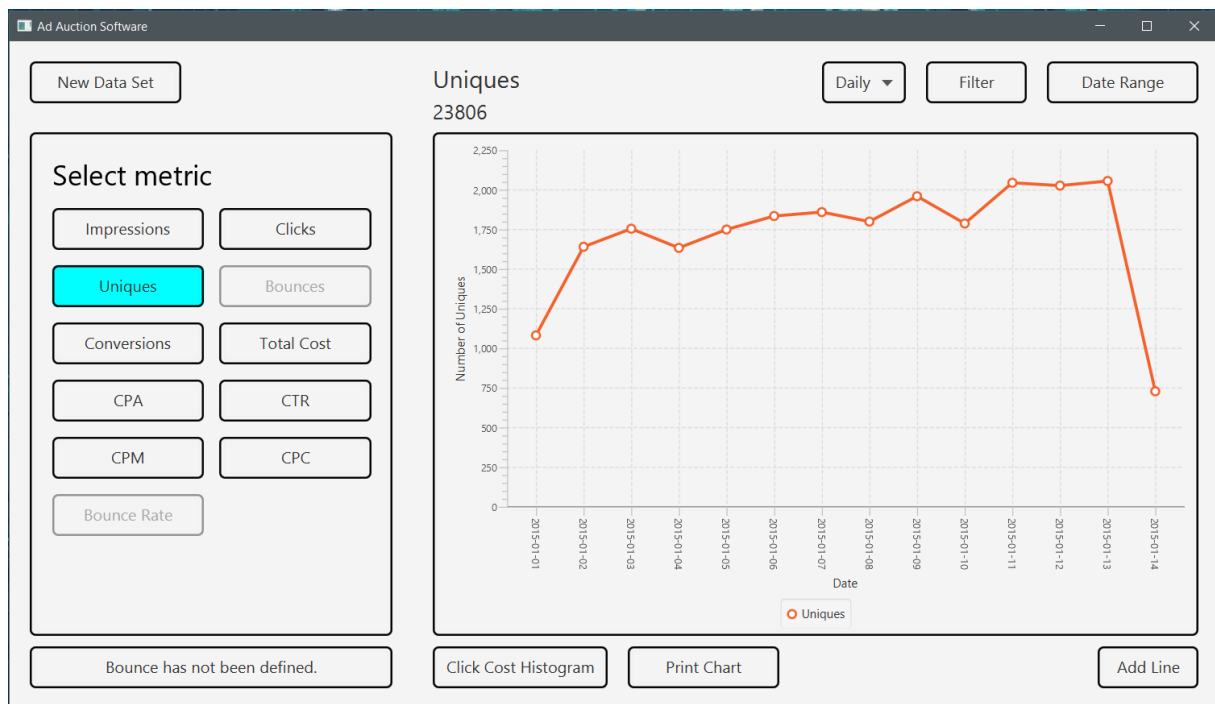 Ad Auction Software
New Data Set
Uniques
23806
Daily
Filter
Date Range
Select metric
Impressions
Clicks
Uniques
Bounces
Conversions
Total Cost
CPA
CTR
CPM
CPC
Bounce Rate
Bounce has not been defined.
Number of Uniques
2,250
2,000
1,750
1,500
1,250
1,000
750
500
250
0
2015-01-01
2015-01-02
2015-01-03
2015-01-04
2015-01-05
2015-01-06
2015-01-07
2015-01-08
2015-01-09
2015-01-10
2015-01-11
2015-01-12
2015-01-13
2015-01-14
Date
Uniques
Click Cost Histogram
Print Chart
Add Line